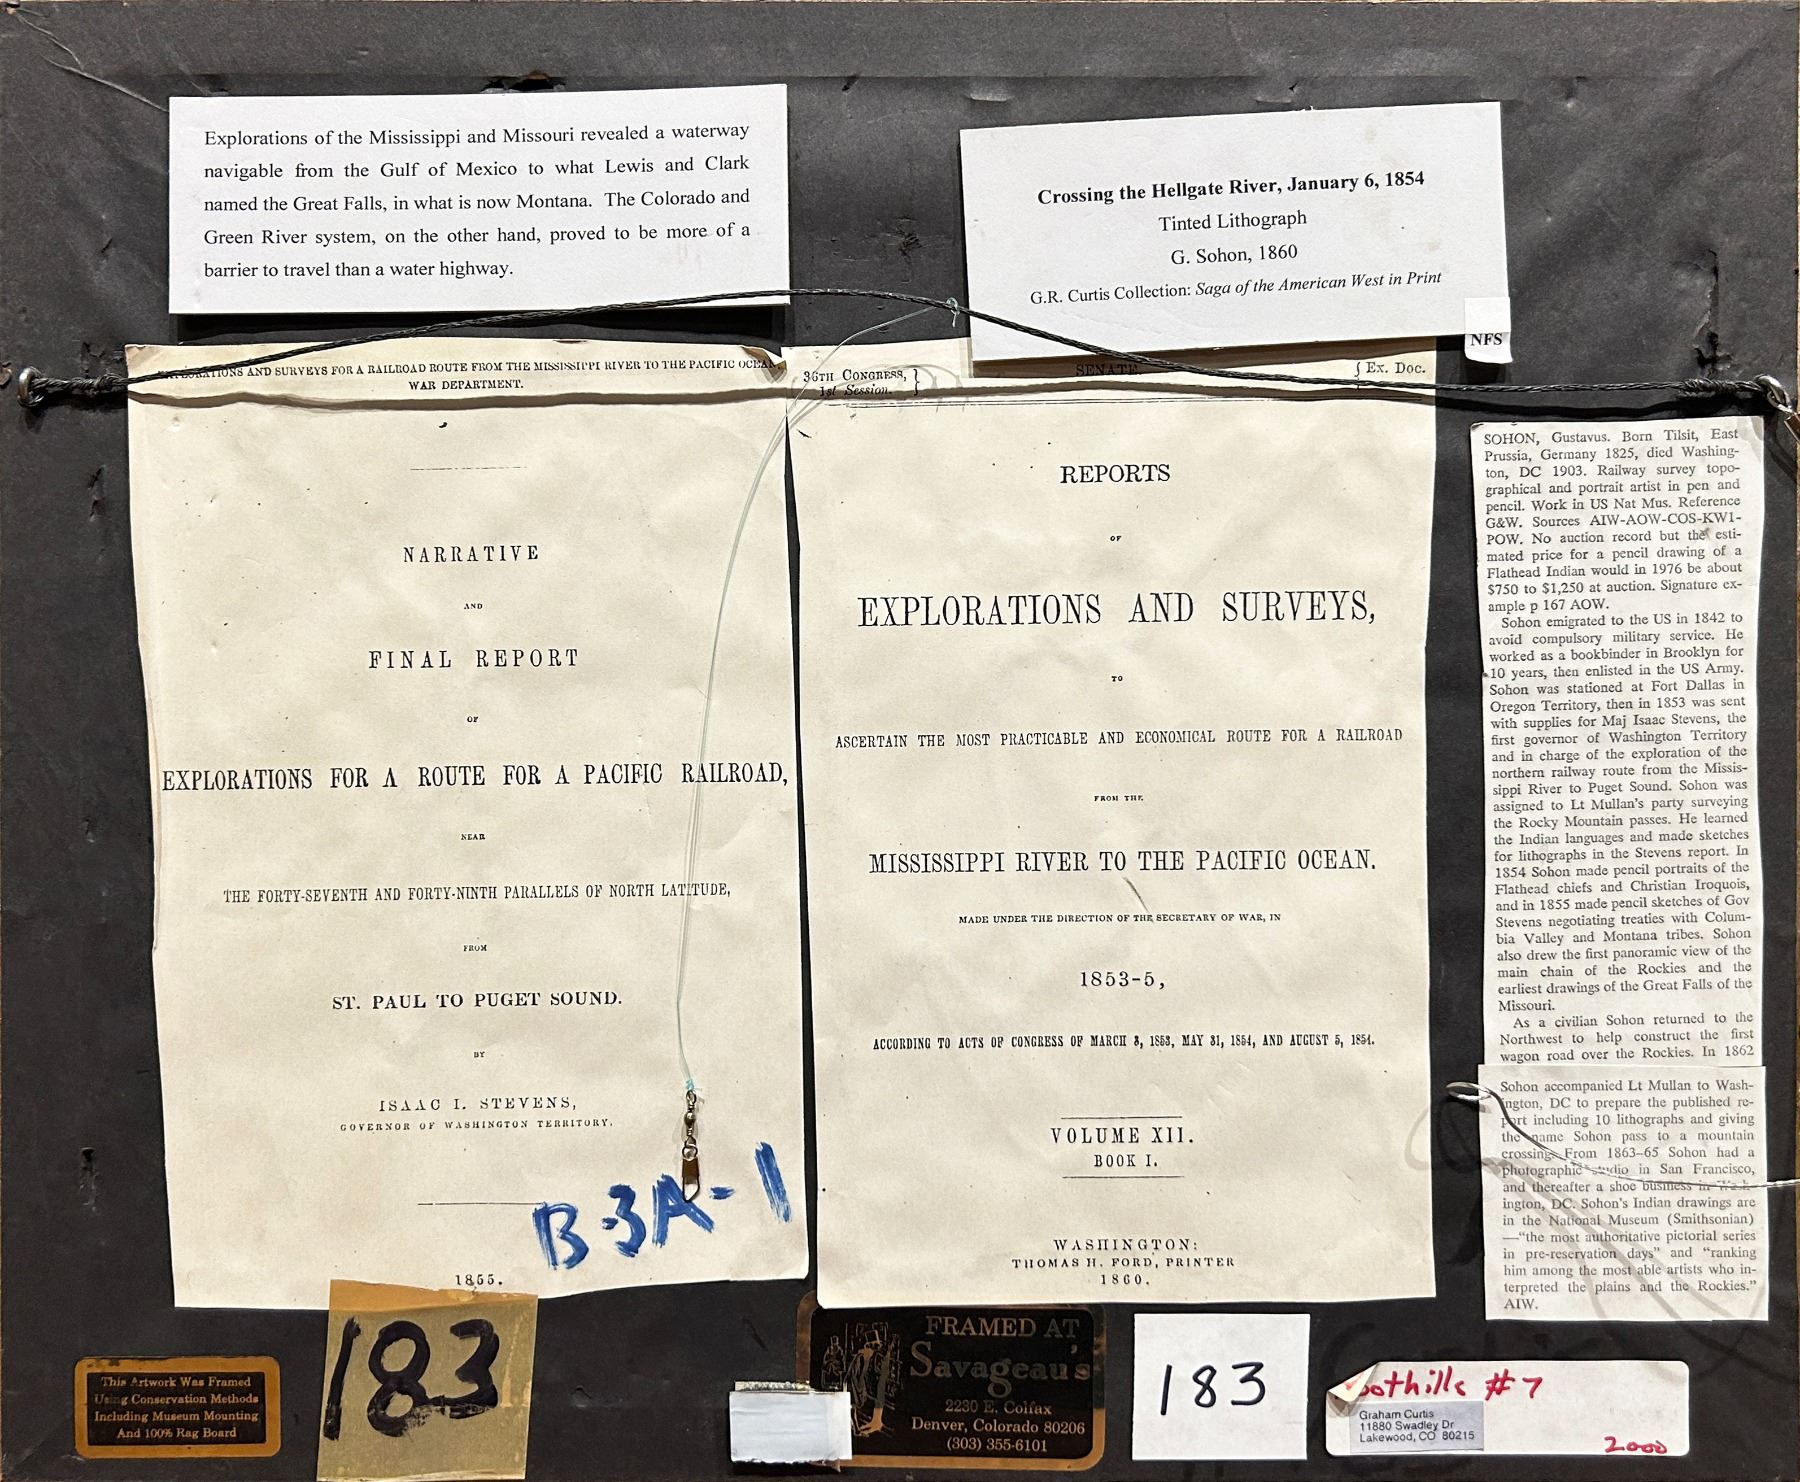 Explorations of the Mississippi and Missouri revealed a waterway
navigable from the Gulf of Mexico to what Lewis and Clark
named the Great Falls, in what is now Montana. The Colorado and
Green River system, on the other hand, proved to be more of a
barrier to travel than a water highway.
Crossing the Hellgate River, January 6, 1854
Tinted Lithograph
G. Sohon, 1860
G.R. Curtis Collection: Saga of the American West in Print
NFS
EXPLORATIONS AND SURVEYS FOR A RAILROAD ROUTE FROM THE MISSISSIPPI RIVER TO THE PACIFIC OCEAN.
WAR DEPARTMENT.
NARRATIVE
AND
FINAL REPORT
OF
EXPLORATIONS FOR A ROUTE FOR A PACIFIC RAILROAD,
NEAR
THE FORTY-SEVENTH AND FORTY-NINTH PARALLELS OF NORTH LATITUDE,
FROM
ST. PAUL TO PUGET SOUND.
BY
ISAAC I. STEVENS,
GOVERNOR OF WASHINGTON TERRITORY.
B-3A-1
1855.
36TH CONGRESS, } SENATE. { Ex. Doc.
1st Session.
REPORTS
OF
EXPLORATIONS AND SURVEYS,
TO
ASCERTAIN THE MOST PRACTICABLE AND ECONOMICAL ROUTE FOR A RAILROAD
FROM THE
MISSISSIPPI RIVER TO THE PACIFIC OCEAN.
MADE UNDER THE DIRECTION OF THE SECRETARY OF WAR, IN
1853-5,
ACCORDING TO ACTS OF CONGRESS OF MARCH 3, 1853, MAY 31, 1854, AND AUGUST 5, 1854.
VOLUME XII.
BOOK I.
WASHINGTON:
THOMAS H. FORD, PRINTER
1860.
SOHON, Gustavus. Born Tilsit, East
Prussia, Germany 1825, died Washing-
ton, DC 1903. Railway survey topo-
graphical and portrait artist in pen and
pencil. Work in US Nat Mus. Reference
G&W. Sources AIW-AOW-COS-KW1-
POW. No auction record but the esti-
mated price for a pencil drawing of a
Flathead Indian would in 1976 be about
$750 to $1,250 at auction. Signature ex-
ample p 167 AOW.
Sohon emigrated to the US in 1842 to
avoid compulsory military service. He
worked as a bookbinder in Brooklyn for
10 years, then enlisted in the US Army.
Sohon was stationed at Fort Dallas in
Oregon Territory, then in 1853 was sent
with supplies for Maj Isaac Stevens, the
first governor of Washington Territory
and in charge of the exploration of the
northern railway route from the Missis-
sippi River to Puget Sound. Sohon was
assigned to Lt Mullan's party surveying
the Rocky Mountain passes. He learned
the Indian languages and made sketches
for lithographs in the Stevens report. In
1854 Sohon made pencil portraits of the
Flathead chiefs and Christian Iroquois,
and in 1855 made pencil sketches of Gov
Stevens negotiating treaties with Colum-
bia Valley and Montana tribes. Sohon
also drew the first panoramic view of the
main chain of the Rockies and the
earliest drawings of the Great Falls of the
Missouri.
As a civilian Sohon returned to the
Northwest to help construct the first
wagon road over the Rockies. In 1862
Sohon accompanied Lt Mullan to Wash-
ington, DC to prepare the published re-
port including 10 lithographs and giving
the name Sohon pass to a mountain
crossing. From 1863–65 Sohon had a
photographic studio in San Francisco,
and thereafter a shoe business in Wash-
ington, DC. Sohon's Indian drawings are
in the National Museum (Smithsonian)
—"the most authoritative pictorial series
in pre-reservation days" and "ranking
him among the most able artists who in-
terpreted the plains and the Rockies."
AIW.
This Artwork Was Framed
Using Conservation Methods
Including Museum Mounting
And 100% Rag Board
183
FRAMED AT
Savageau's
2230 E. Colfax
Denver, Colorado 80206
(303) 355-6101
183
oothills #7
Graham Curtis
11880 Swadley Dr
Lakewood, CO 80215
2000